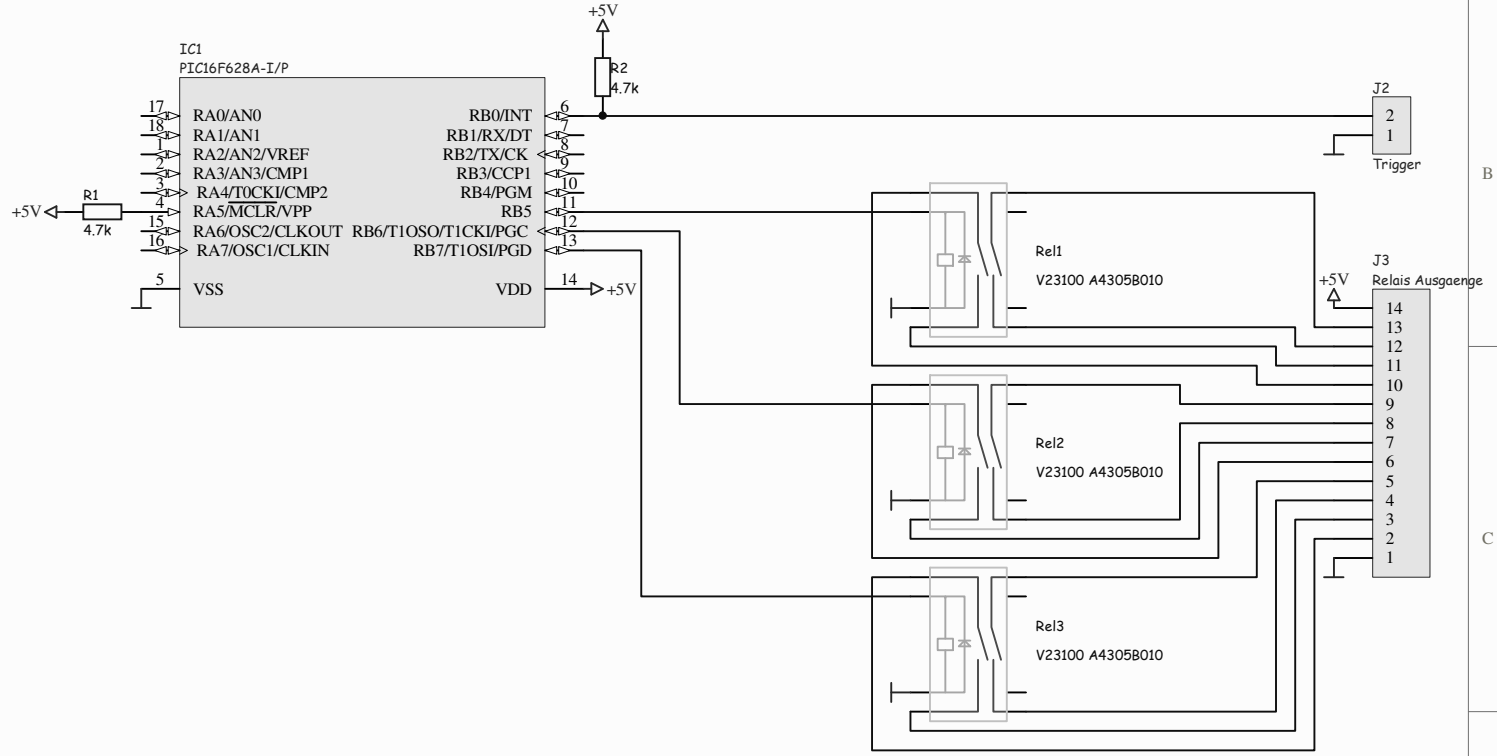 +5V
IC1
PIC16F628A-I/P
R2
4.7k
17 RA0/AN0 RB0/INT 6
18 RA1/AN1 RB1/RX/DT 7
1 RA2/AN2/VREF RB2/TX/CK 8
2 RA3/AN3/CMP1 RB3/CCP1 9
3 RA4/T0CKI/CMP2 RB4/PGM 10
+5V R1 4 RA5/MCLR/VPP RB5 11
4.7k
15 RA6/OSC2/CLKOUT RB6/T1OSO/T1CKI/PGC 12
16 RA7/OSC1/CLKIN RB7/T1OSI/PGD 13
5 VSS VDD 14 +5V
J2
2
1
Trigger
B
Rel1
V23100 A4305B010
J3
Relais Ausgaenge
+5V
14
13
12
11
10
9
8
7
6
5
4
3
2
1
Rel2
V23100 A4305B010
C
Rel3
V23100 A4305B010